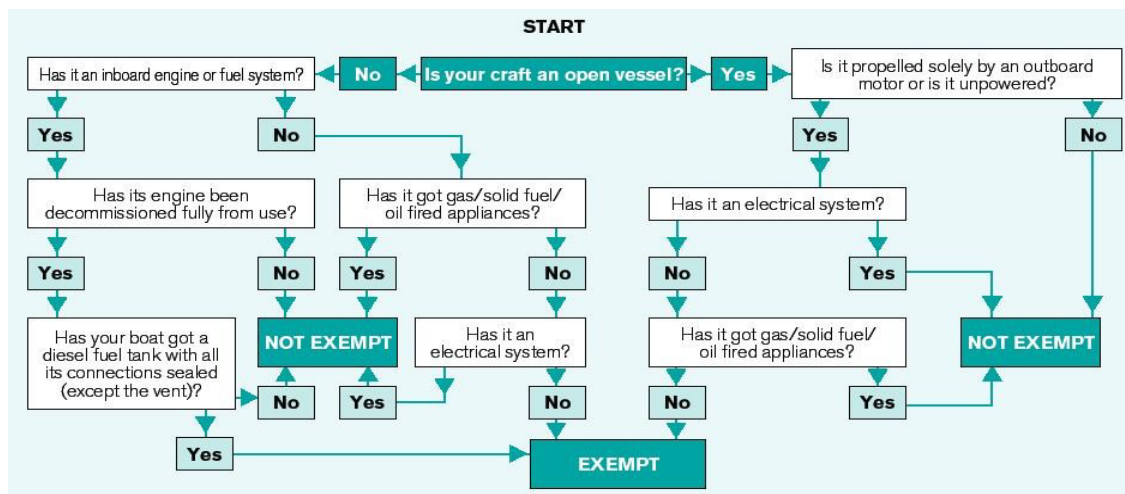 START
Has it an inboard engine or fuel system?
No
Is your craft an open vessel?
Yes
Is it propelled solely by an outboard
motor or is it unpowered?
Yes
No
Yes
No
Has its engine been
decommissioned fully from use?
Has it got gas/solid fuel/
oil fired appliances?
Has it an electrical system?
Yes
No
Yes
No
No
Yes
Has your boat got a
diesel fuel tank with all
its connections sealed
(except the vent)?
NOT EXEMPT
Has it an
electrical system?
Has it got gas/solid fuel/
oil fired appliances?
NOT EXEMPT
No
Yes
No
No
Yes
Yes
EXEMPT